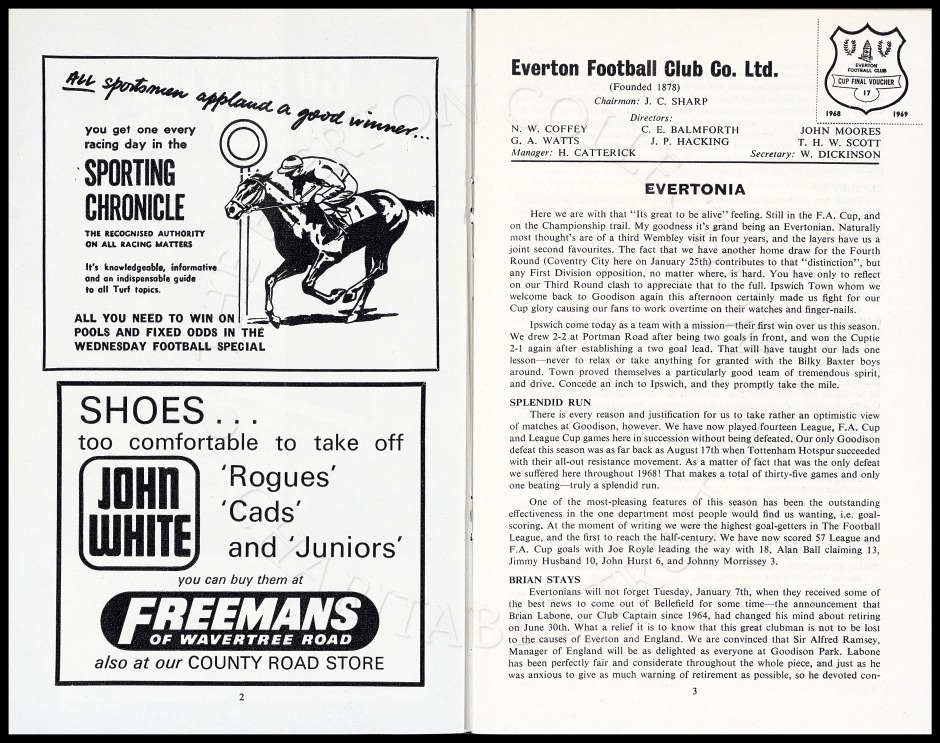 ALL sportsmen applaud a good winner...
you get one every
racing day in the
SPORTING
CHRONICLE
THE RECOGNISED AUTHORITY
ON ALL RACING MATTERS
It's knowledgeable, informative
and an indispensable guide
to all Turf topics.
ALL YOU NEED TO WIN ON
POOLS AND FIXED ODDS IN THE
WEDNESDAY FOOTBALL SPECIAL
1
SHOES ...
too comfortable to take off
JOHN
WHITE
'Rogues'
'Cads'
and 'Juniors'
you can buy them at
FREEMANS
OF WAVERTREE ROAD
also at our COUNTY ROAD STORE
2
Everton Football Club Co. Ltd.
(Founded 1878)
Chairman: J. C. SHARP
Directors:
N. W. COFFEY C. E. BALMFORTH JOHN MOORES
G. A. WATTS J. P. HACKING T. H. W. SCOTT
Manager: H. CATTERICK Secretary: W. DICKINSON
EVERTON
FOOTBALL CLUB
CUP FINAL VOUCHER
17
1968 1969
EVERTONIA
Here we are with that "Its great to be alive" feeling. Still in the F.A. Cup, and
on the Championship trail. My goodness it's grand being an Evertonian. Naturally
most thought's are of a third Wembley visit in four years, and the layers have us a
joint second favourites. The fact that we have another home draw for the Fourth
Round (Coventry City here on January 25th) contributes to that "distinction", but
any First Division opposition, no matter where, is hard. You have only to reflect
on our Third Round clash to appreciate that to the full. Ipswich Town whom we
welcome back to Goodison again this afternoon certainly made us fight for our
Cup glory causing our fans to work overtime on their watches and finger-nails.
Ipswich come today as a team with a mission—their first win over us this season.
We drew 2-2 at Portman Road after being two goals in front, and won the Cuptie
2-1 again after establishing a two goal lead. That will have taught our lads one
lesson—never to relax or take anything for granted with the Bilky Baxter boys
around. Town proved themselves a particularly good team of tremendous spirit,
and drive. Concede an inch to Ipswich, and they promptly take the mile.
SPLENDID RUN
There is every reason and justification for us to take rather an optimistic view
of matches at Goodison, however. We have now played fourteen League, F.A. Cup
and League Cup games here in succession without being defeated. Our only Goodison
defeat this season was as far back as August 17th when Tottenham Hotspur succeeded
with their all-out resistance movement. As a matter of fact that was the only defeat
we suffered here throughout 1968! That makes a total of thirty-five games and only
one beating—truly a splendid run.
One of the most-pleasing features of this season has been the outstanding
effectiveness in the one department most people would find us wanting, i.e. goal-
scoring. At the moment of writing we were the highest goal-getters in The Football
League, and the first to reach the half-century. We have now scored 57 League and
F.A. Cup goals with Joe Royle leading the way with 18, Alan Ball claiming 13,
Jimmy Husband 10, John Hurst 6, and Johnny Morrissey 3.
BRIAN STAYS
Evertonians will not forget Tuesday, January 7th, when they received some of
the best news to come out of Bellefield for some time—the announcement that
Brian Labone, our Club Captain since 1964, had changed his mind about retiring
on June 30th. What a relief it is to know that this great clubman is not to be lost
to the causes of Everton and England. We are convinced that Sir Alfred Ramsey,
Manager of England will be as delighted as everyone at Goodison Park. Labone
has been perfectly fair and considerate throughout the whole piece, and just as he
was anxious to give as much warning of retirement as possible, so he devoted con-
3